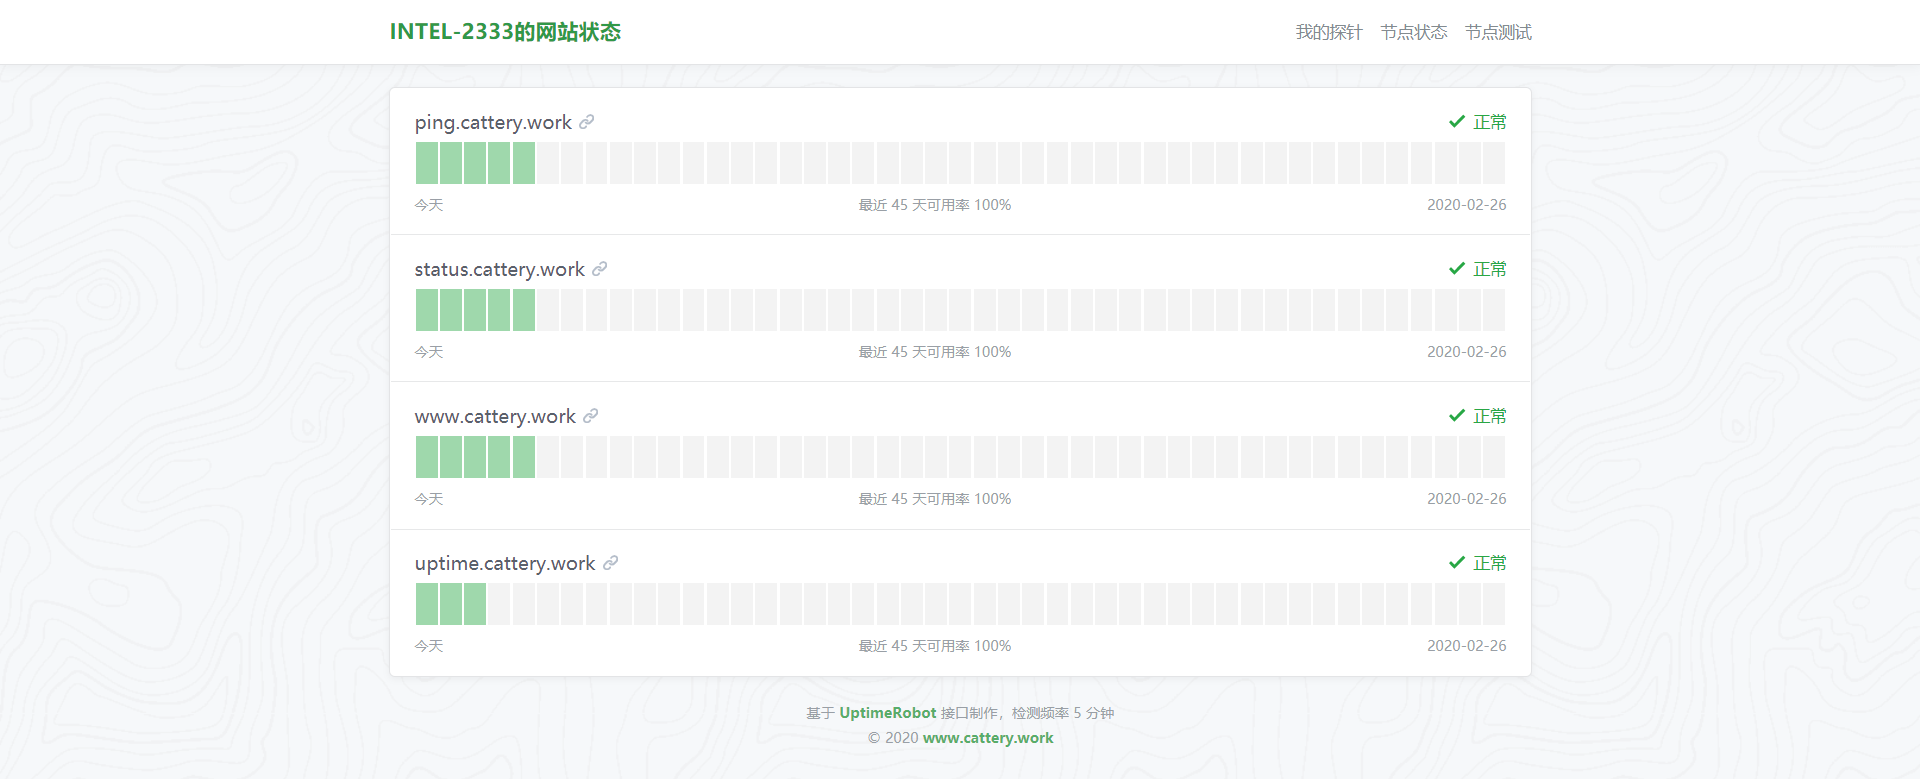 INTEL-2333的网站状态
我的探针 节点状态 节点测试
ping.cattery.work 正常
今天 最近 45 天可用率 100% 2020-02-26
status.cattery.work 正常
今天 最近 45 天可用率 100% 2020-02-26
www.cattery.work 正常
今天 最近 45 天可用率 100% 2020-02-26
uptime.cattery.work 正常
今天 最近 45 天可用率 100% 2020-02-26
基于 UptimeRobot 接口制作，检测频率 5 分钟
© 2020 www.cattery.work